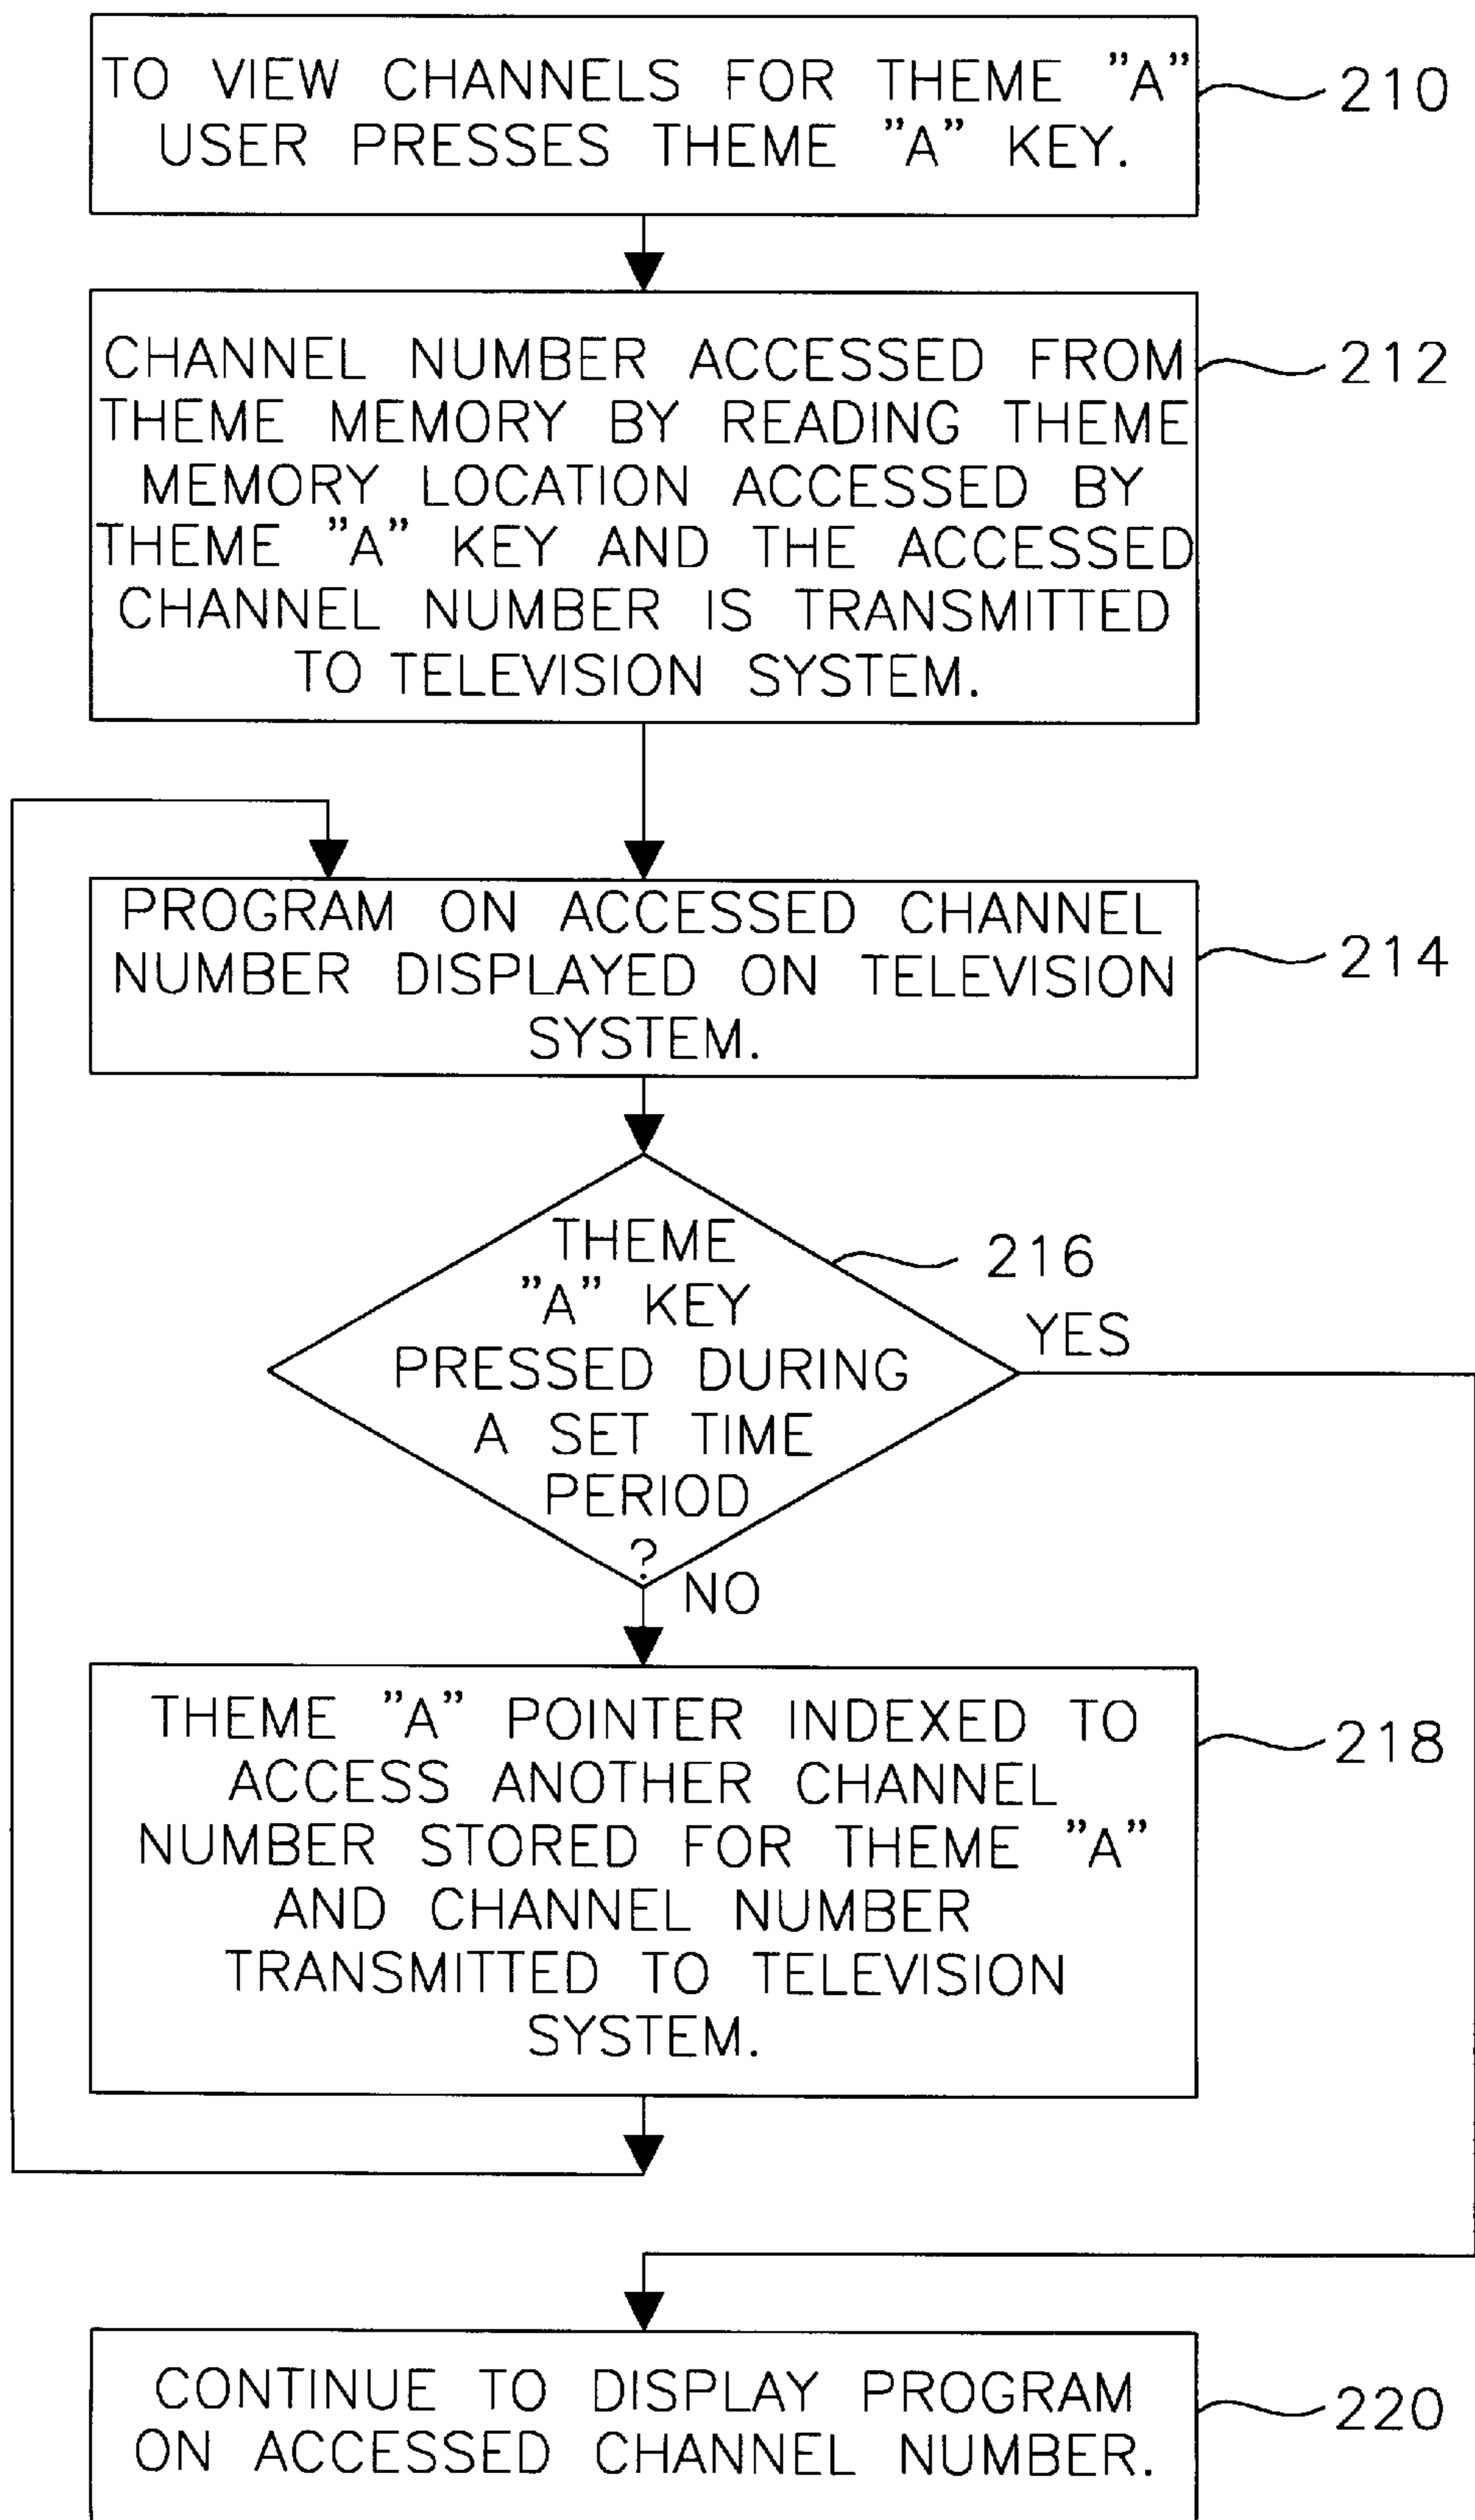 TO VIEW CHANNELS FOR THEME "A"
USER PRESSES THEME "A" KEY.
210
CHANNEL NUMBER ACCESSED FROM
THEME MEMORY BY READING THEME
MEMORY LOCATION ACCESSED BY
THEME "A" KEY AND THE ACCESSED
CHANNEL NUMBER IS TRANSMITTED
TO TELEVISION SYSTEM.
212
PROGRAM ON ACCESSED CHANNEL
NUMBER DISPLAYED ON TELEVISION
SYSTEM.
214
THEME
"A" KEY
PRESSED DURING
A SET TIME
PERIOD
?
216
YES
NO
THEME "A" POINTER INDEXED TO
ACCESS ANOTHER CHANNEL
NUMBER STORED FOR THEME "A"
AND CHANNEL NUMBER
TRANSMITTED TO TELEVISION
SYSTEM.
218
CONTINUE TO DISPLAY PROGRAM
ON ACCESSED CHANNEL NUMBER.
220